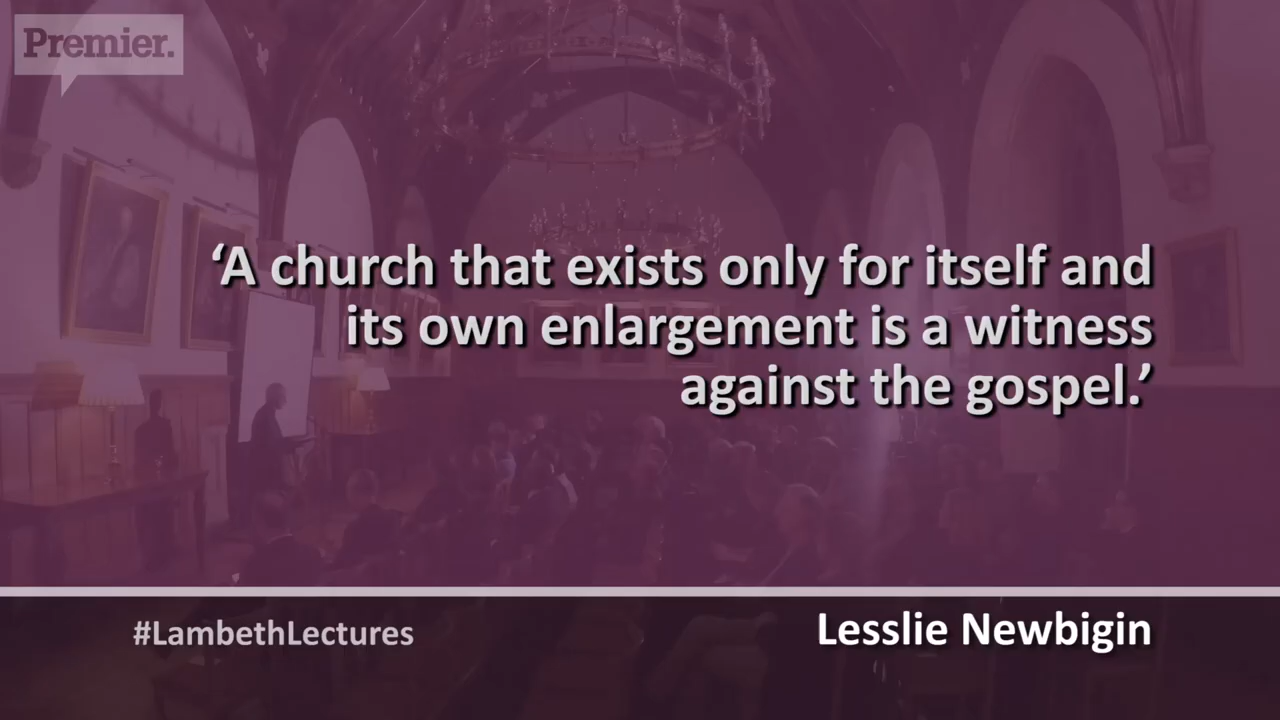 Premier.
‘A church that exists only for itself and
its own enlargement is a witness
against the gospel.’
#LambethLectures
Lesslie Newbigin